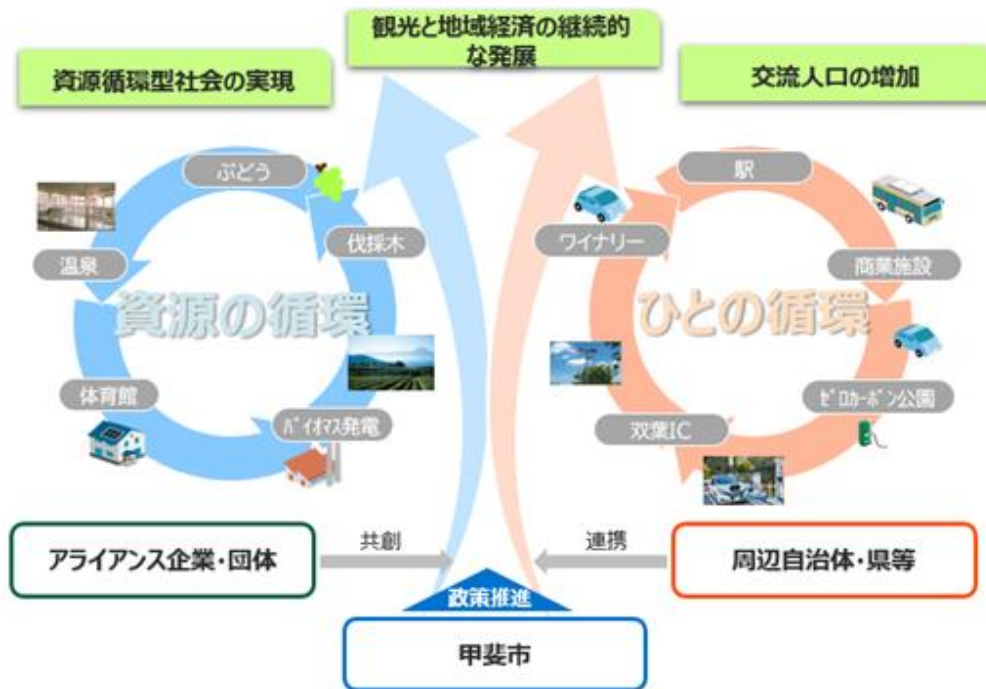 観光と地域経済の継続的
な発展
資源循環型社会の実現
交流人口の増加
ぶどう
駅
温泉
伐採木
ワイナリー
商業施設
資源の循環
ひとの循環
体育館
バイオマス発電
双葉IC
ゼロカーボン公園
アライアンス企業・団体
共創
連携
周辺自治体・県等
政策推進
甲斐市